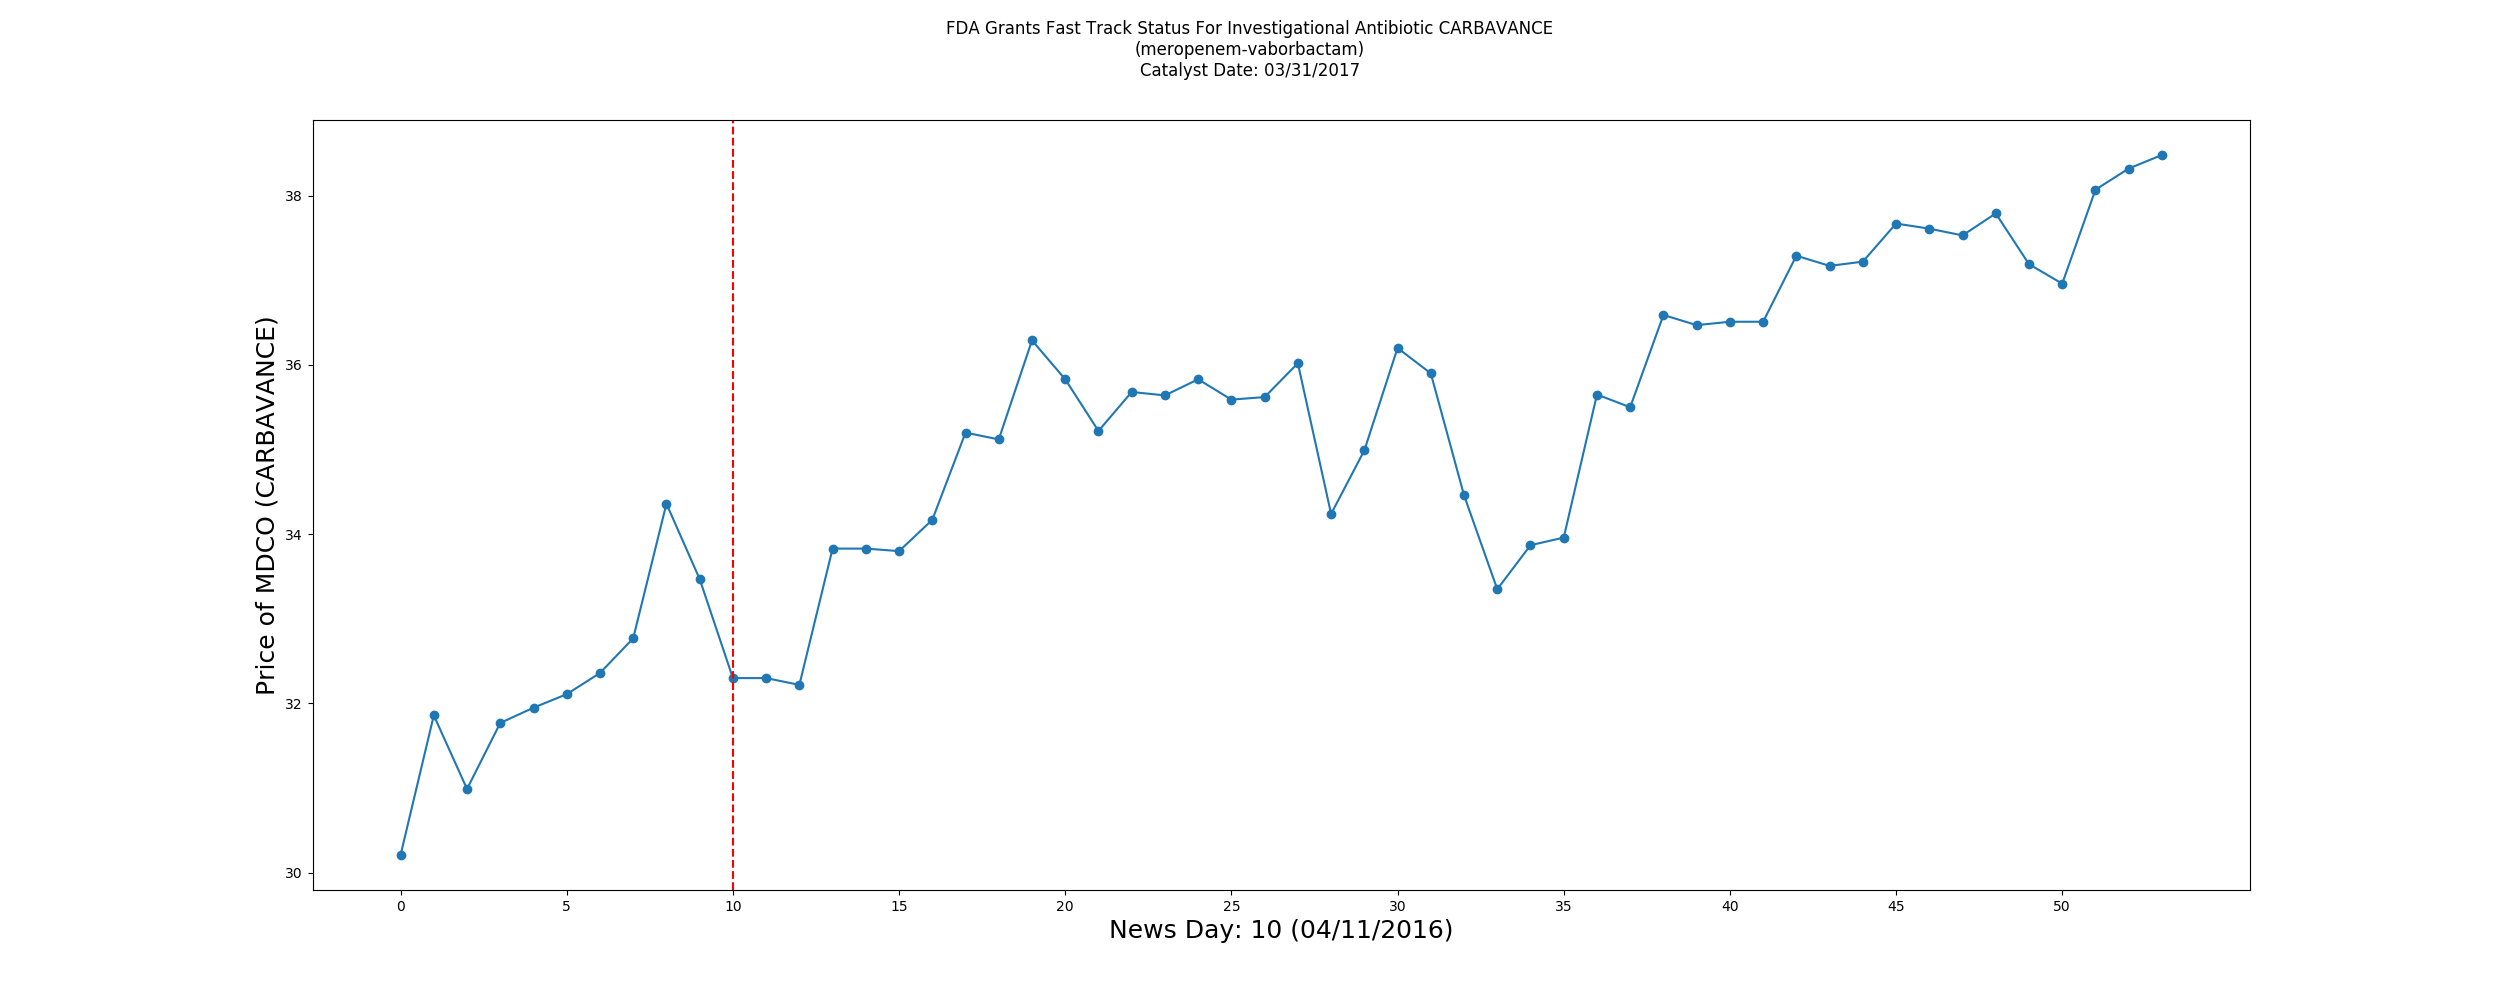 FDA Grants Fast Track Status For Investigational Antibiotic CARBAVANCE
(meropenem-vaborbactam)
Catalyst Date: 03/31/2017
Price of MDCO (CARBAVANCE)
38
36
34
32
30
0 5 10 15 20 25 30 35 40 45 50
News Day: 10 (04/11/2016)